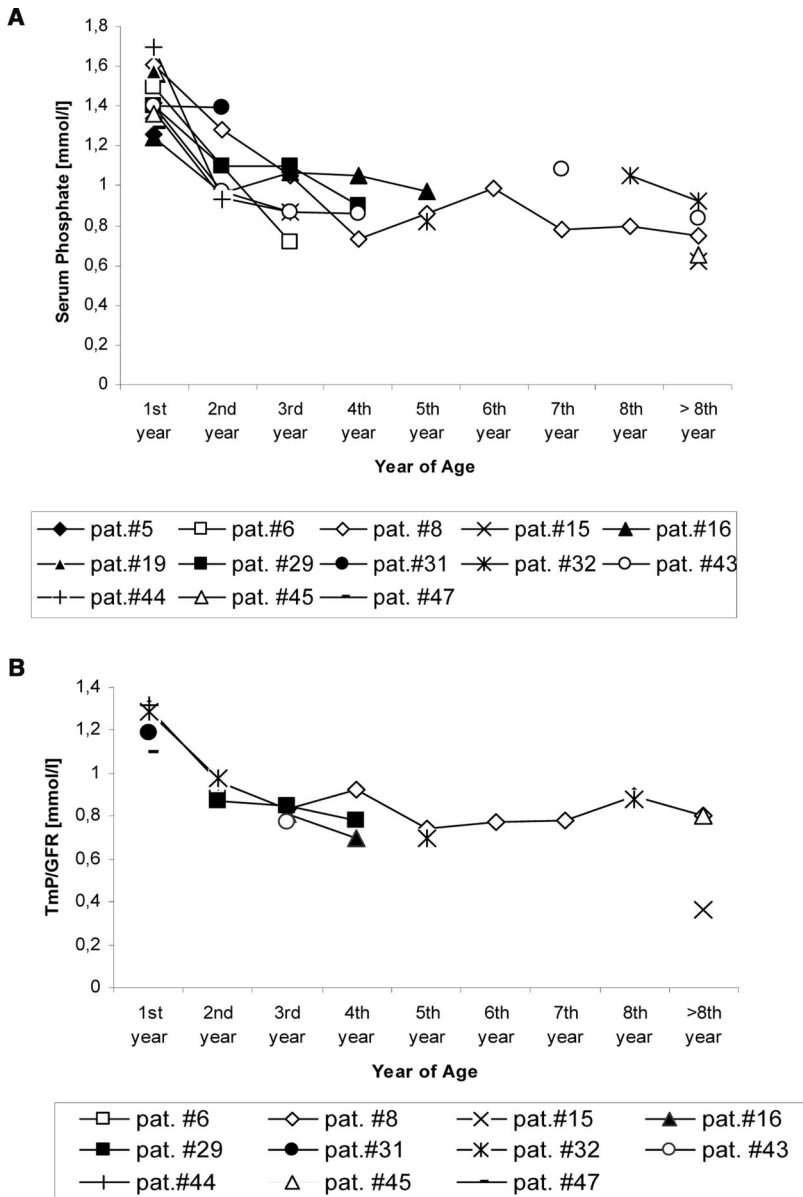 A
Serum Phosphate [mmol/l]
1,8
1,6
1,4
1,2
1
0,8
0,6
0,4
0,2
0
1st 2nd 3rd 4th 5th 6th 7th 8th > 8th
year year year year year year year year year
Year of Age
pat.#5 pat.#6 pat. #8 pat.#15 pat.#16
pat.#19 pat. #29 pat.#31 pat. #32 pat. #43
pat.#44 pat. #45 pat. #47
B
TmP/GFR [mmol/l]
1,4
1,2
1
0,8
0,6
0,4
0,2
0
1st 2nd 3rd 4th 5th 6th 7th 8th >8th
year year year year year year year year year
Year of Age
pat. #6 pat. #8 pat.#15 pat.#16
pat. #29 pat.#31 pat. #32 pat. #43
pat.#44 pat. #45 pat. #47